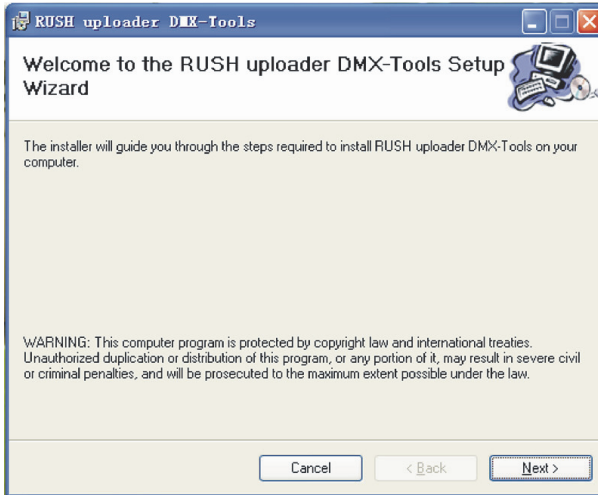 RUSH uploader DMX-Tools
Welcome to the RUSH uploader DMX-Tools Setup
Wizard
The installer will guide you through the steps required to install RUSH uploader DMX-Tools on your
computer.
WARNING: This computer program is protected by copyright law and international treaties.
Unauthorized duplication or distribution of this program, or any portion of it, may result in severe civil
or criminal penalties, and will be prosecuted to the maximum extent possible under the law.
Cancel
< Back
Next >